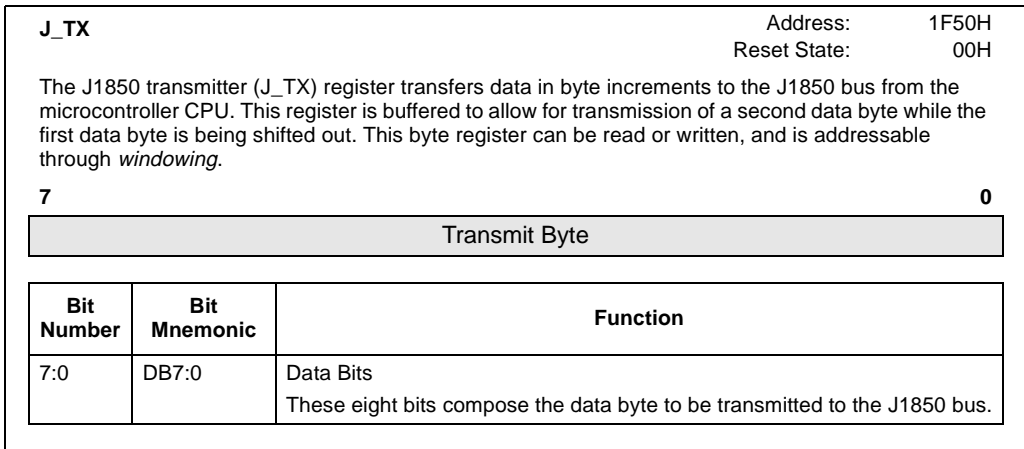 J_TX Address: 1F50H
Reset State: 00H
The J1850 transmitter (J_TX) register transfers data in byte increments to the J1850 bus from the
microcontroller CPU. This register is buffered to allow for transmission of a second data byte while the
first data byte is being shifted out. This byte register can be read or written, and is addressable
through windowing.
7 0
Transmit Byte
Bit Number Bit Mnemonic Function
7:0 DB7:0 Data Bits
These eight bits compose the data byte to be transmitted to the J1850 bus.